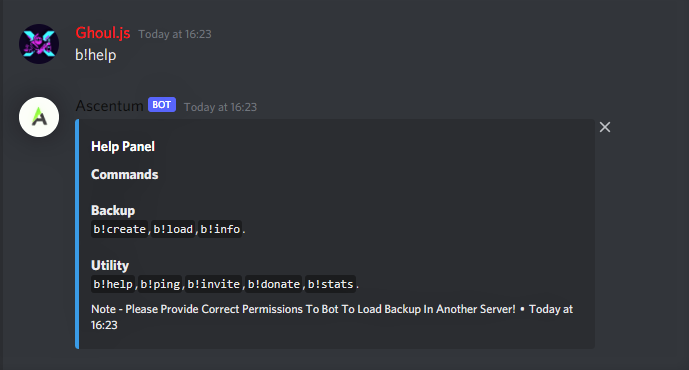 Ghoul.js Today at 16:23
b!help
Ascentum BOT Today at 16:23
Help Panel
Commands
Backup
b!create,b!load,b!info.
Utility
b!help,b!ping,b!invite,b!donate,b!stats.
Note - Please Provide Correct Permissions To Bot To Load Backup In Another Server! • Today at
16:23